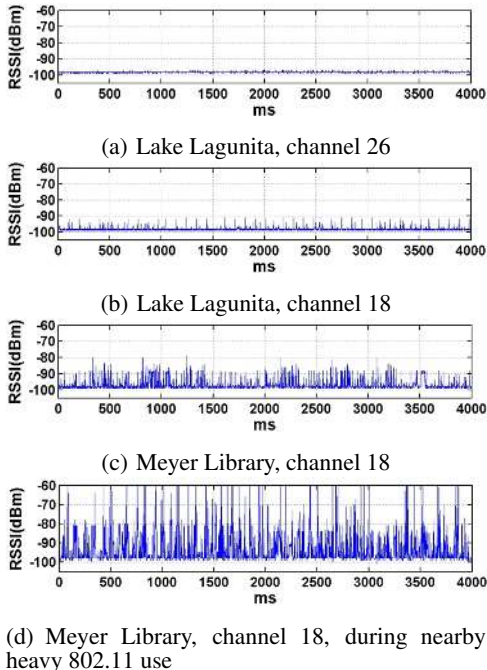 RSSI(dBm)
-60
-70
-80
-90
-100
0 500 1000 1500 2000 2500 3000 3500 4000
ms
(a) Lake Lagunita, channel 26
RSSI(dBm)
-60
-70
-80
-90
-100
0 500 1000 1500 2000 2500 3000 3500 4000
ms
(b) Lake Lagunita, channel 18
RSSI(dBm)
-60
-70
-80
-90
-100
0 500 1000 1500 2000 2500 3000 3500 4000
ms
(c) Meyer Library, channel 18
RSSI(dBm)
-60
-70
-80
-90
-100
0 500 1000 1500 2000 2500 3000 3500 4000
ms
(d) Meyer Library, channel 18, during nearby
heavy 802.11 use